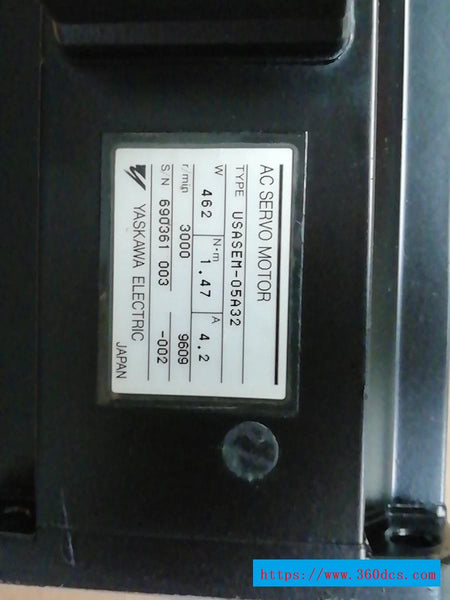 AC SERVO MOTOR
TYPE USASEM-05A32
W 462 N·m 1.47 A 4.2
r/min 3000 9609
S/N 690361 003 -002
YASKAWA ELECTRIC JAPAN
https://www.360dcs.com